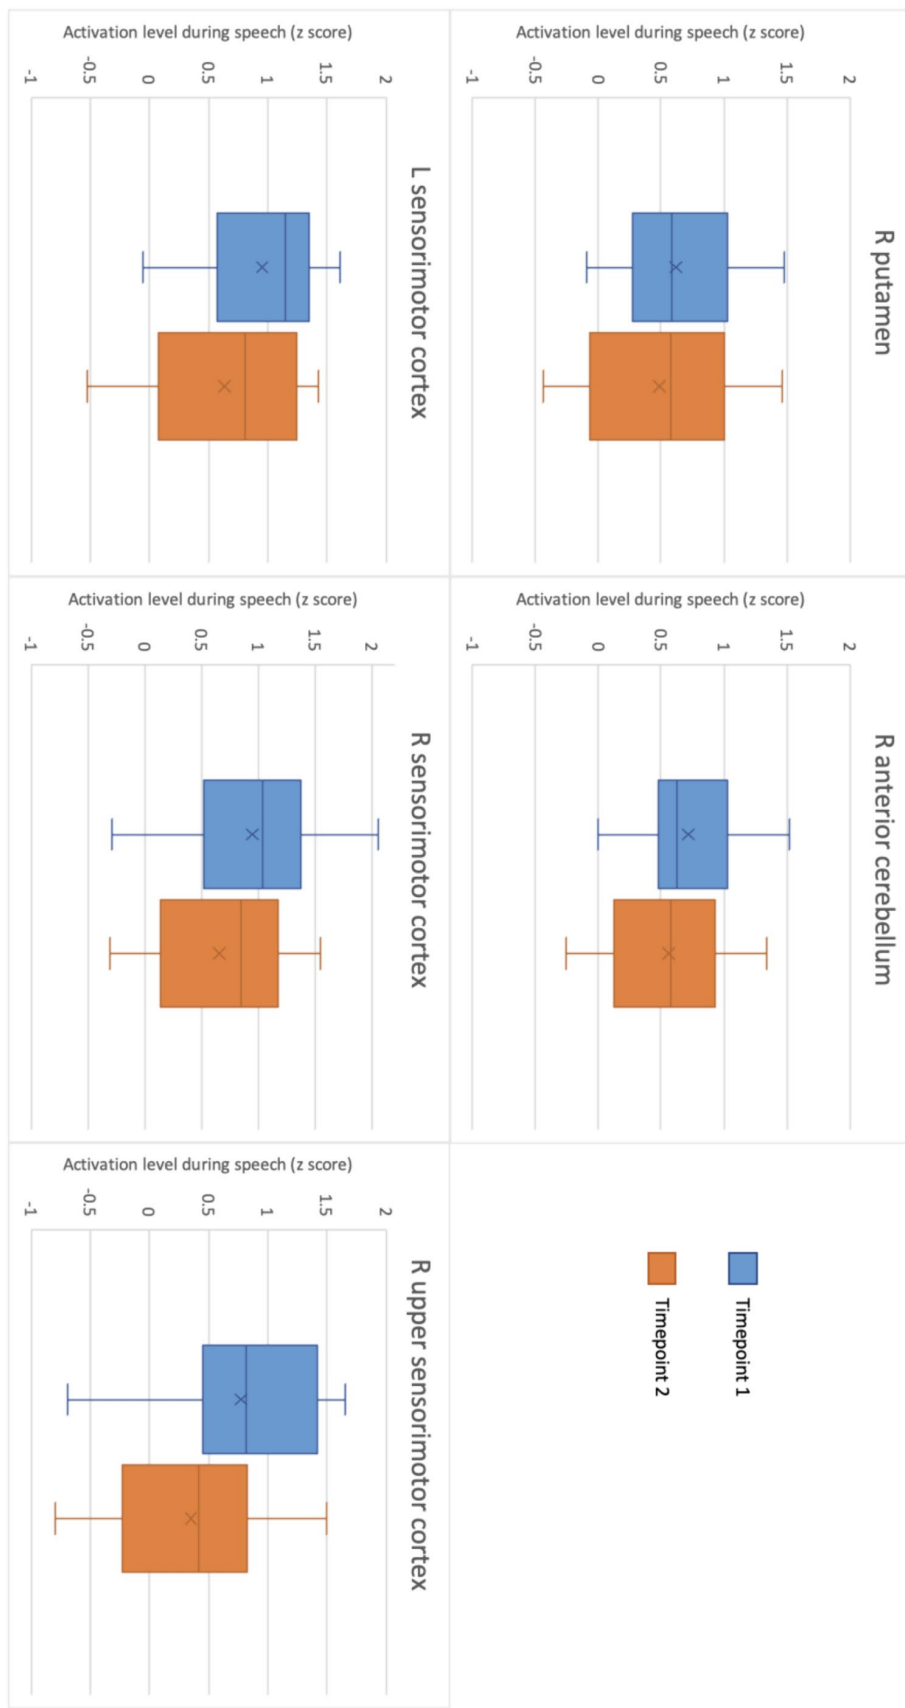 R putamen
Activation level during speech (z score)
2
1.5
1
0.5
0
-0.5
-1
R anterior cerebellum
Activation level during speech (z score)
2
1.5
1
0.5
0
-0.5
-1
Timepoint 1
Timepoint 2
L sensorimotor cortex
Activation level during speech (z score)
2
1.5
1
0.5
0
-0.5
-1
R sensorimotor cortex
Activation level during speech (z score)
2
1.5
1
0.5
0
-0.5
-1
R upper sensorimotor cortex
Activation level during speech (z score)
2
1.5
1
0.5
0
-0.5
-1